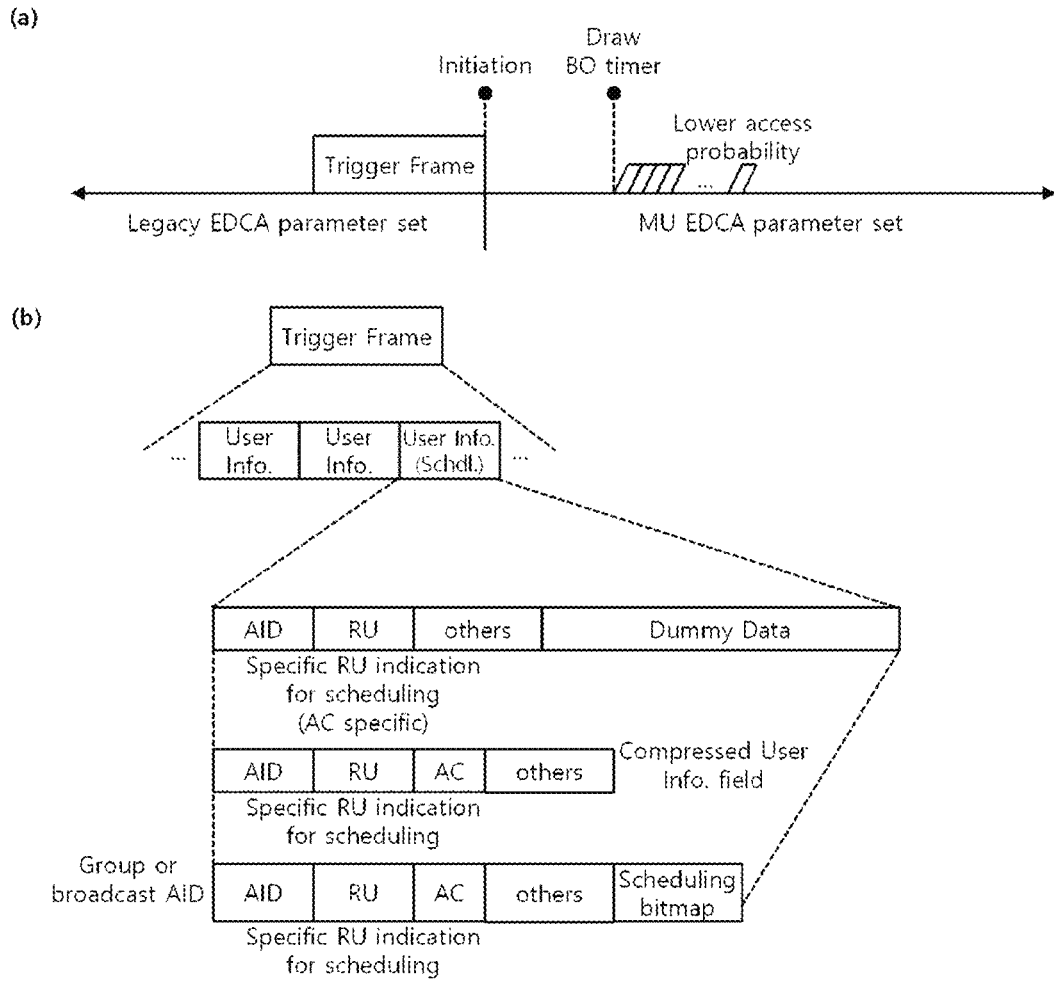 (a)
Draw
Initiation BO timer
Lower access
probability
Trigger Frame
...
Legacy EDCA parameter set MU EDCA parameter set
(b)
Trigger Frame
... User Info. User Info. User Info. (Schdl.) ...
AID RU others Dummy Data
Specific RU indication
for scheduling
(AC specific)
AID RU AC others
Compressed User
Info. field
Specific RU indication
for scheduling
Group or
broadcast AID
AID RU AC others Scheduling bitmap
Specific RU indication
for scheduling